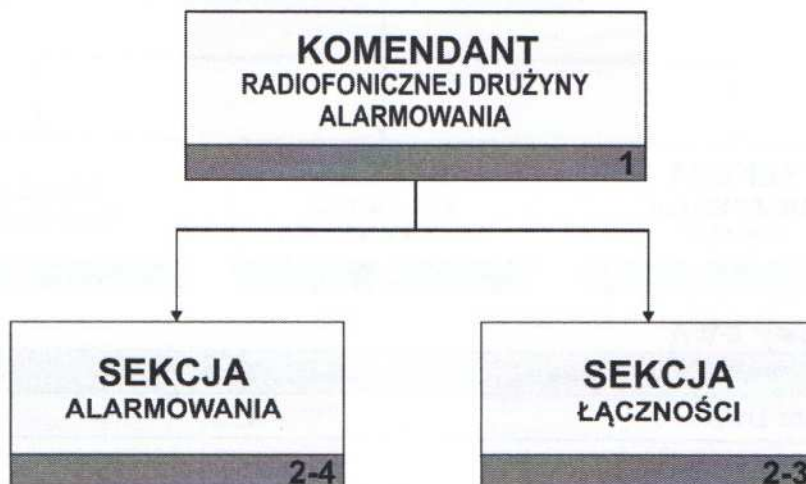 KOMENDANT
RADIOFONICZNEJ DRUŻYNY
ALARMOWANIA
1
SEKCJA
ALARMOWANIA
2-4
SEKCJA
ŁĄCZNOŚCI
2-3